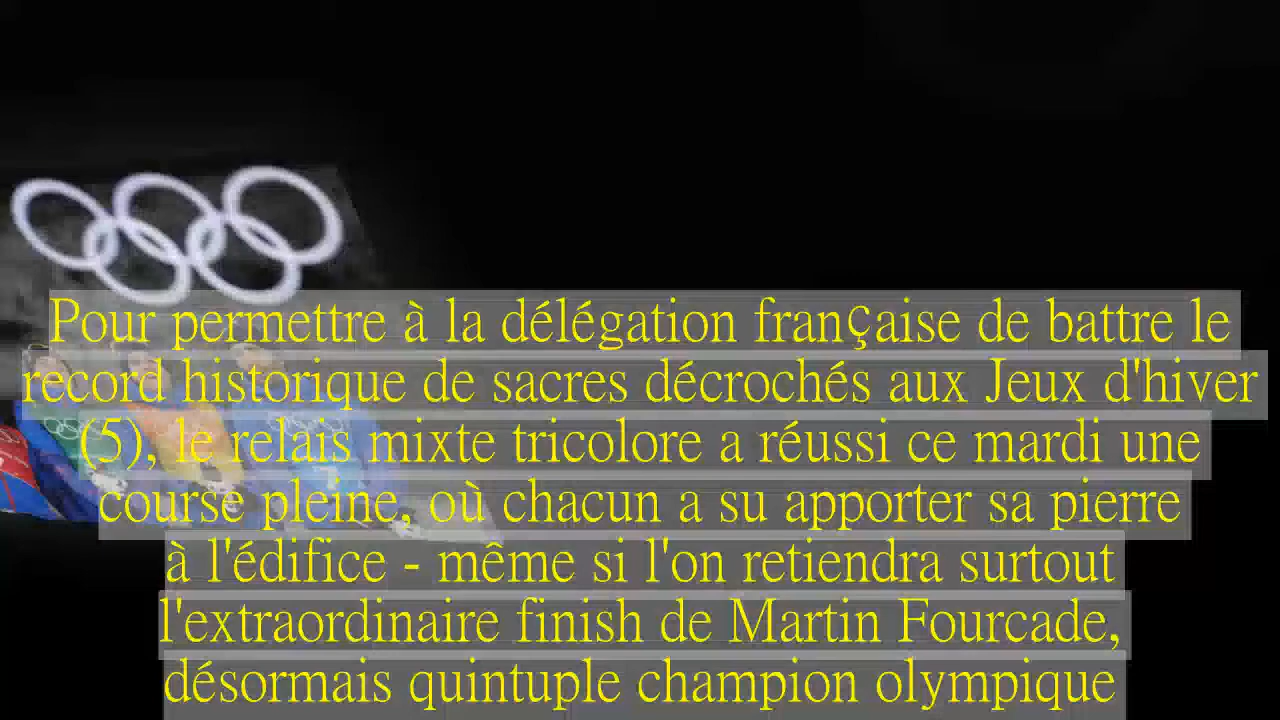 Pour permettre à la délégation française de battre le
record historique de sacres décrochés aux Jeux d'hiver
(5), le relais mixte tricolore a réussi ce mardi une
course pleine, où chacun a su apporter sa pierre
à l'édifice - même si l'on retiendra surtout
l'extraordinaire finish de Martin Fourcade,
désormais quintuple champion olympique